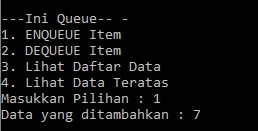 ---Ini Queue-- -
1. ENQUEUE Item
2. DEQUEUE Item
3. Lihat Daftar Data
4. Lihat Data Teratas
Masukkan Pilihan : 1
Data yang ditambahkan : 7